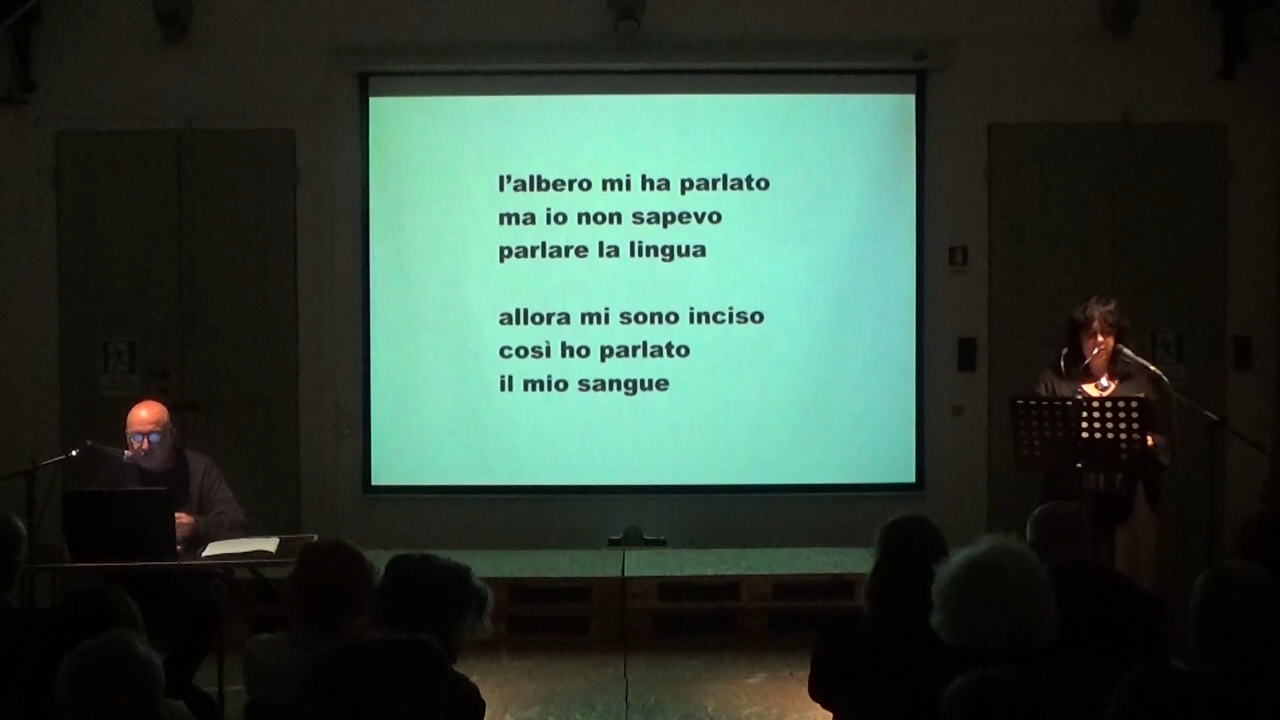 l’albero mi ha parlato
ma io non sapevo
parlare la lingua
allora mi sono inciso
così ho parlato
il mio sangue